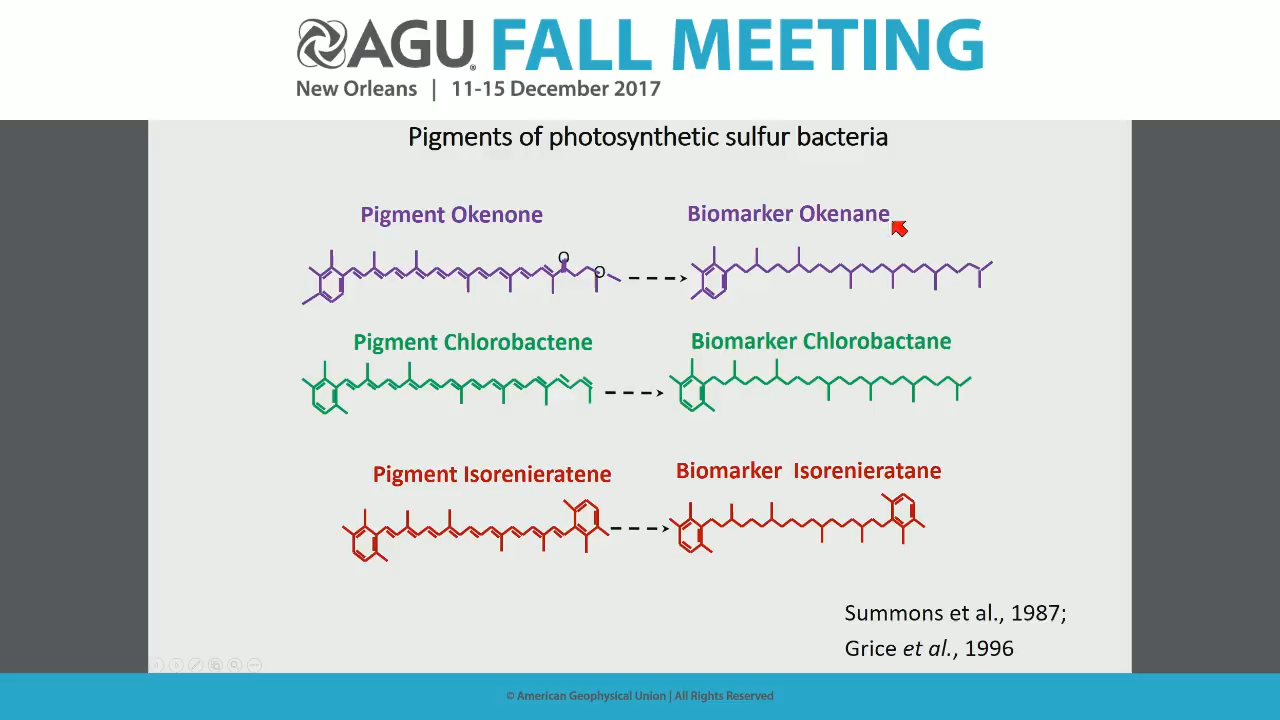 AGU FALL MEETING
New Orleans | 11-15 December 2017
Pigments of photosynthetic sulfur bacteria
Pigment Okenone
Biomarker Okenane
O
O
Pigment Chlorobactene
Biomarker Chlorobactane
Pigment Isorenieratene
Biomarker Isorenieratane
Summons et al., 1987;
Grice et al., 1996
© American Geophysical Union | All Rights Reserved